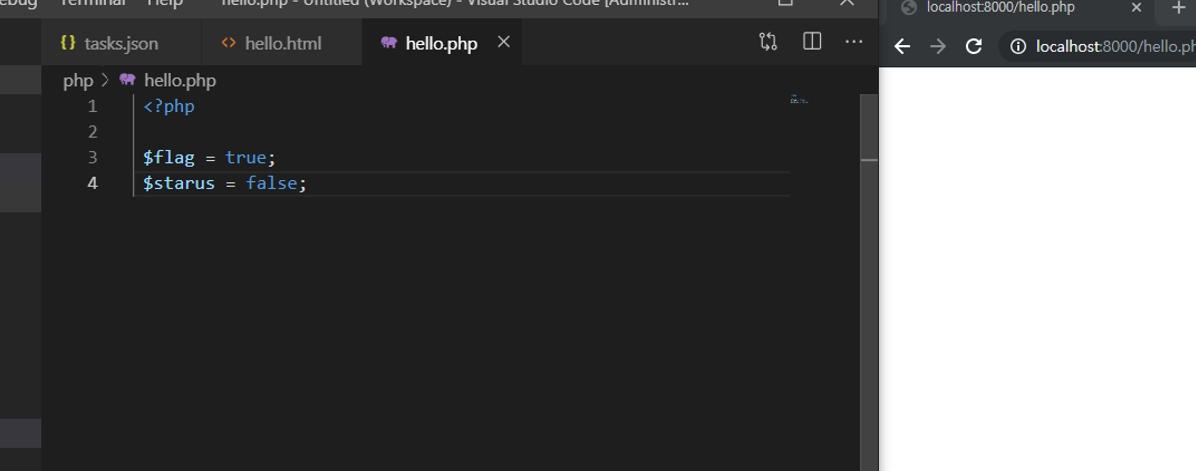 Terminal Help hello.php - Untitled (Workspace) - Visual Studio Code [Administr...
{} tasks.json <> hello.html hello.php ×
php > hello.php
1 <?php
2
3 $flag = true;
4 $starus = false;
localhost:8000/hello.php × +
localhost:8000/hello.ph